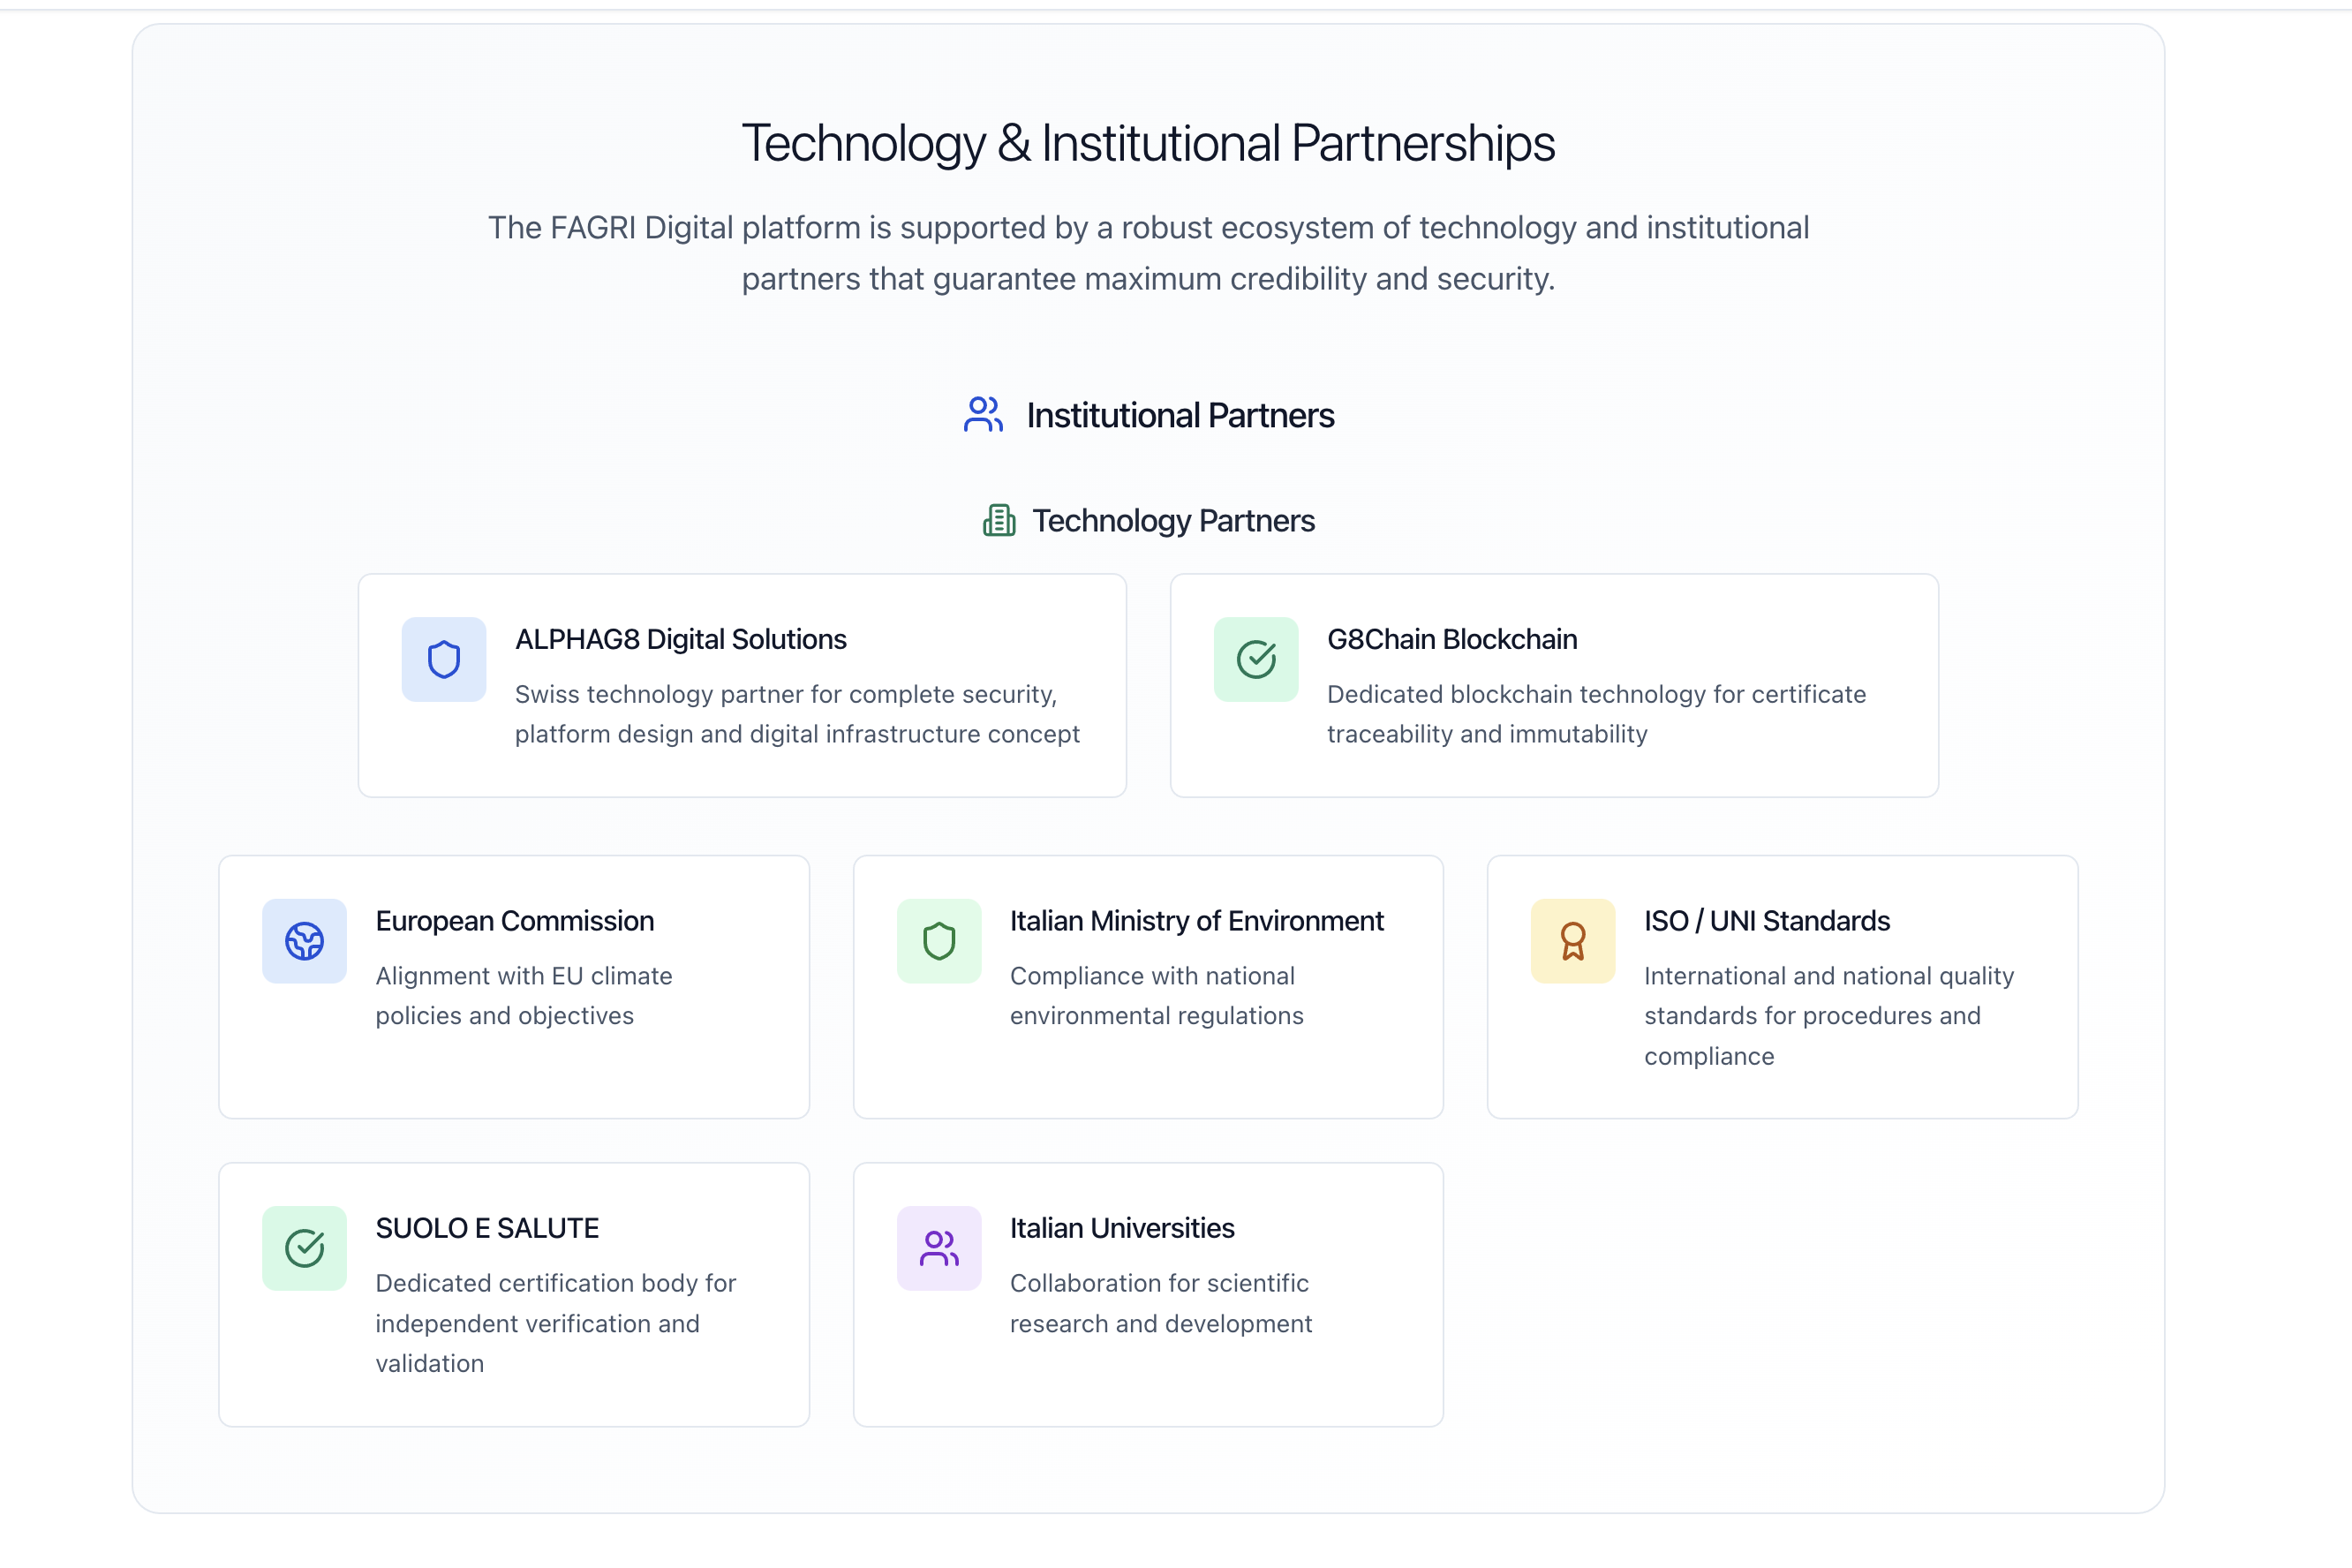 Technology & Institutional Partnerships
The FAGRI Digital platform is supported by a robust ecosystem of technology and institutional
partners that guarantee maximum credibility and security.
Institutional Partners
Technology Partners
ALPHAG8 Digital Solutions
Swiss technology partner for complete security,
platform design and digital infrastructure concept
G8Chain Blockchain
Dedicated blockchain technology for certificate
traceability and immutability
European Commission
Alignment with EU climate
policies and objectives
Italian Ministry of Environment
Compliance with national
environmental regulations
ISO / UNI Standards
International and national quality
standards for procedures and
compliance
SUOLO E SALUTE
Dedicated certification body for
independent verification and
validation
Italian Universities
Collaboration for scientific
research and development